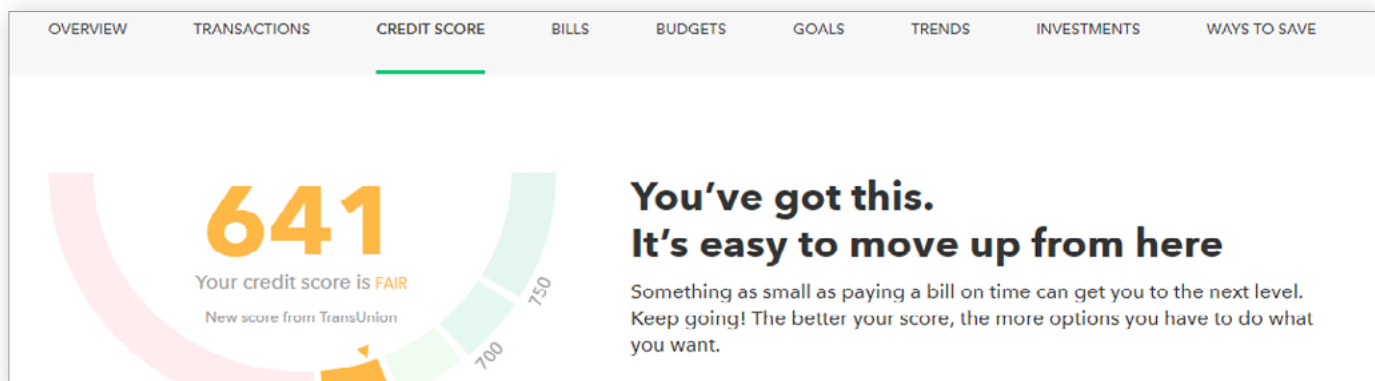 OVERVIEW TRANSACTIONS CREDIT SCORE BILLS BUDGETS GOALS TRENDS INVESTMENTS WAYS TO SAVE
641
Your credit score is FAIR
New score from TransUnion
700
750
You've got this.
It's easy to move up from here
Something as small as paying a bill on time can get you to the next level.
Keep going! The better your score, the more options you have to do what
you want.